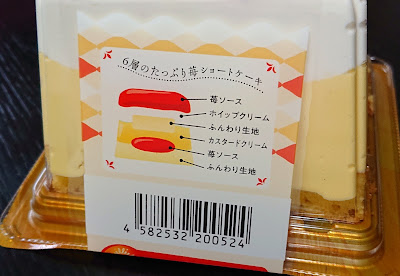 6層のたっぷり苺ショートケーキ
苺ソース
ホイップクリーム
ふんわり生地
カスタードクリーム
苺ソース
ふんわり生地
4 582532 200524